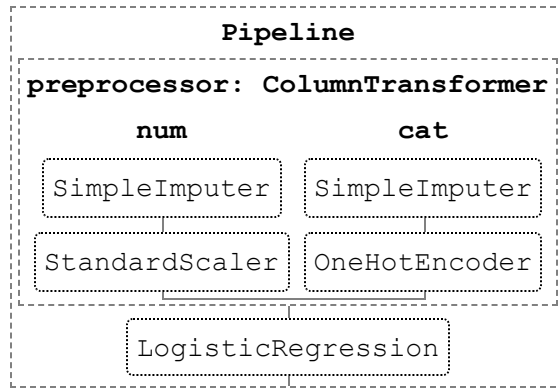 Pipeline
preprocessor: ColumnTransformer
num
cat
SimpleImputer
SimpleImputer
StandardScaler
OneHotEncoder
LogisticRegression